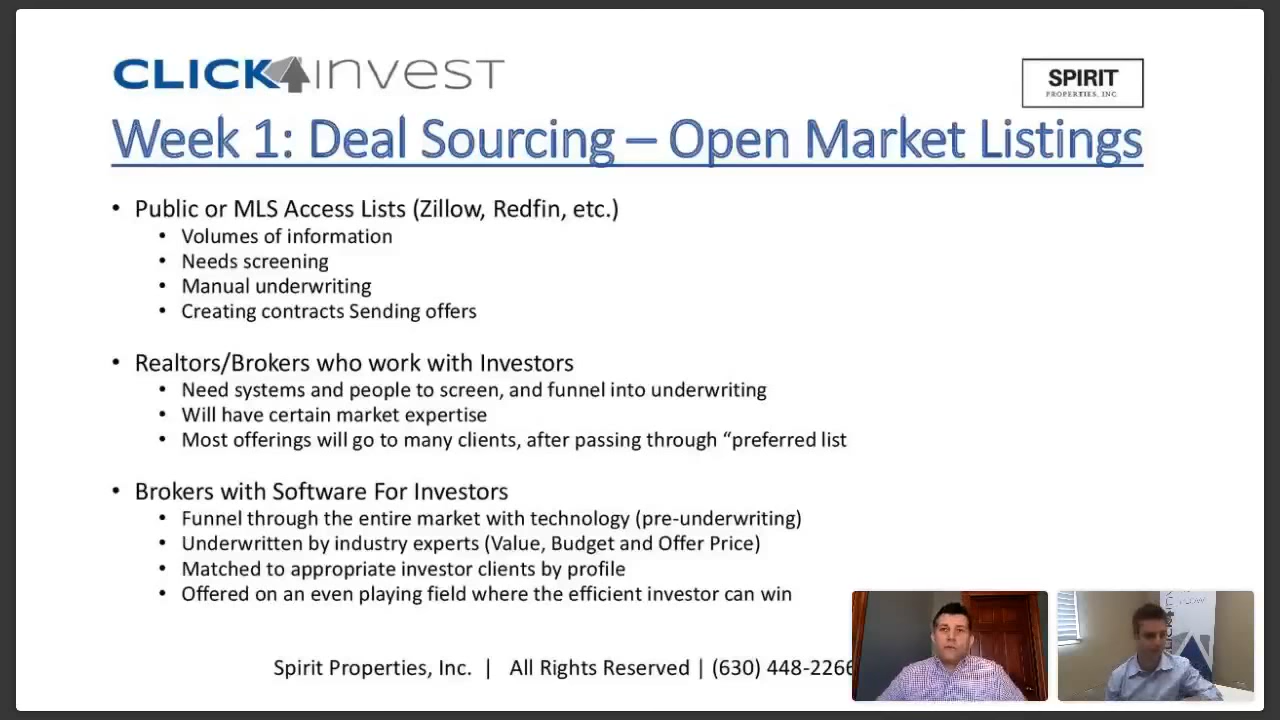 CLICK INVEST
SPIRIT
PROPERTIES, INC
Week 1: Deal Sourcing – Open Market Listings
• Public or MLS Access Lists (Zillow, Redfin, etc.)
• Volumes of information
• Needs screening
• Manual underwriting
• Creating contracts Sending offers
• Realtors/Brokers who work with Investors
• Need systems and people to screen, and funnel into underwriting
• Will have certain market expertise
• Most offerings will go to many clients, after passing through “preferred list
• Brokers with Software For Investors
• Funnel through the entire market with technology (pre-underwriting)
• Underwritten by industry experts (Value, Budget and Offer Price)
• Matched to appropriate investor clients by profile
• Offered on an even playing field where the efficient investor can win
Spirit Properties, Inc. | All Rights Reserved | (630) 448-2266